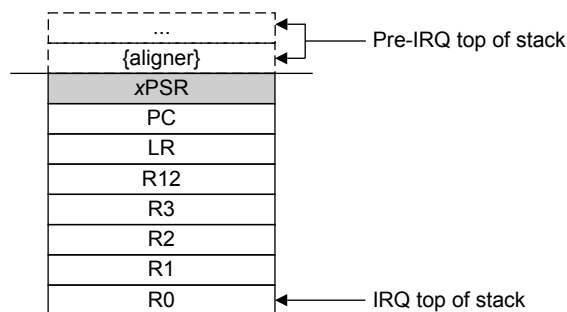 ...
Pre-IRQ top of stack
{aligner}
xPSR
PC
LR
R12
R3
R2
R1
R0
IRQ top of stack